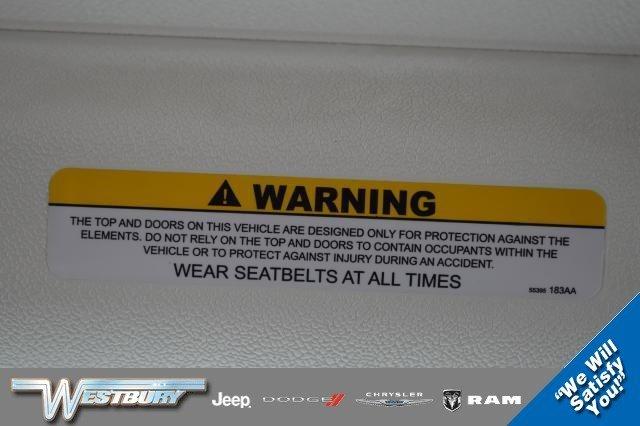 WARNING
THE TOP AND DOORS ON THIS VEHICLE ARE DESIGNED ONLY FOR PROTECTION AGAINST THE
ELEMENTS. DO NOT RELY ON THE TOP AND DOORS TO CONTAIN OCCUPANTS WITHIN THE
VEHICLE OR TO PROTECT AGAINST INJURY DURING AN ACCIDENT.
WEAR SEATBELTS AT ALL TIMES
55395 183AA
"We Will
Satisfy
You!"
WESTBURY Jeep DODGE CHRYSLER RAM